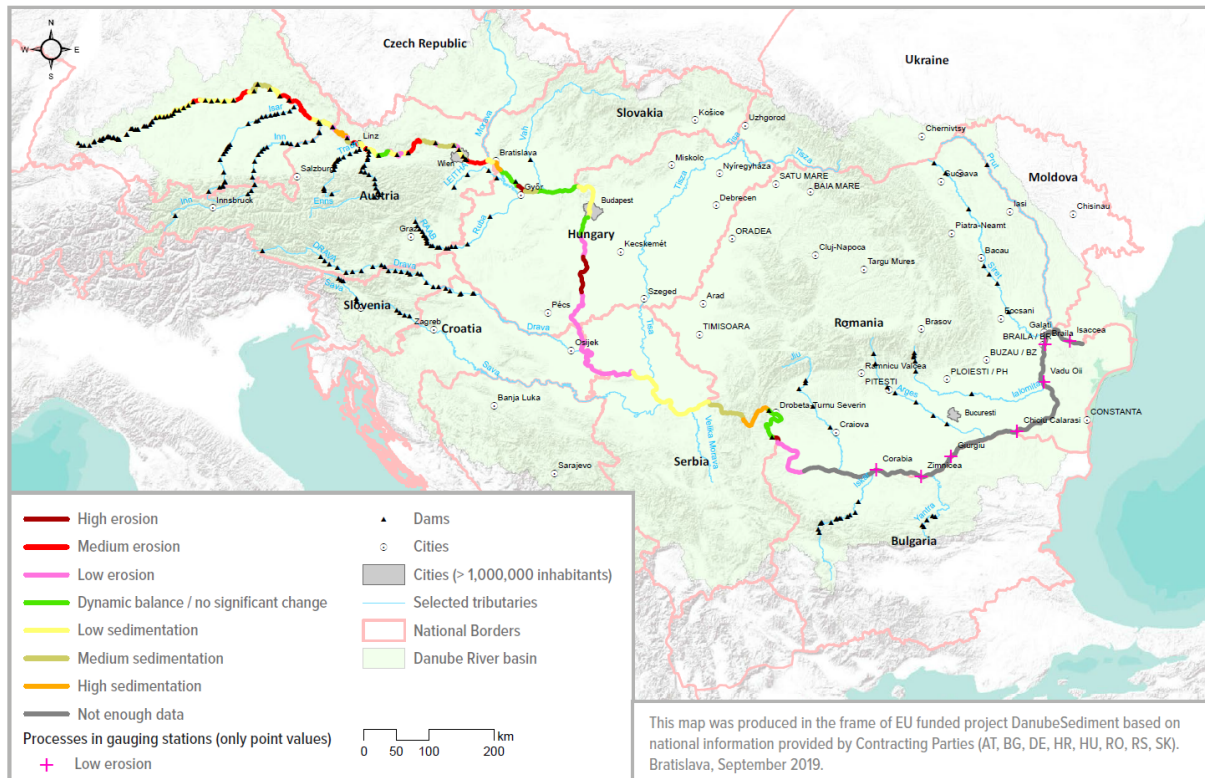 N
W E
S
Czech Republic
Ukraine
Slovakia
Košice
Uzhgorod
Chernivtsy
Isar
Morava
Vah
Tisa
Prut
Linz
Inn
Traun
Wien
Bratislava
Miskolc
Nyíregyháza
Tisza
Tisza
SATU MARE
BAIA MARE
Suceava
Moldova
Salzburg
LEITHA
Győr
Budapest
Debrecen
Iasi
Chisinau
Inn
Innsbruck
Enns
Austria
Raba
RAAB
Graz
Hungary
Kecskemét
ORADEA
Cluj-Napoca
Targu Mures
Piatra-Neamt
Bacau
Siret
DRAU
Drava
Sava
Slovenia
Zagreb
Croatia
Pécs
Szeged
Arad
Drava
Osijek
Tisa
TIMISOARA
Romania
Brasov
Focsani
Galati
Braila
Isaccea
BRAILA / BR
BUZAU / BZ
Sava
Banja Luka
Jiu
Ramnicu Valcea
PITESTI
PLOIESTI / PH
Vadu Oii
Ialomita
Arges
Drobeta-Turnu Severin
Craiova
Bucuresti
Chiciu Calarasi
CONSTANTA
Velika Morava
Serbia
Sarajevo
Corabia
Zimnicea
Giurgiu
Iskar
Yantra
Bulgaria
High erosion
Medium erosion
Low erosion
Dynamic balance / no significant change
Low sedimentation
Medium sedimentation
High sedimentation
Not enough data
Processes in gauging stations (only point values)
Low erosion
Dams
Cities
Cities (> 1,000,000 inhabitants)
Selected tributaries
National Borders
Danube River basin
km
0 50 100 200
This map was produced in the frame of EU funded project DanubeSediment based on
national information provided by Contracting Parties (AT, BG, DE, HR, HU, RO, RS, SK).
Bratislava, September 2019.